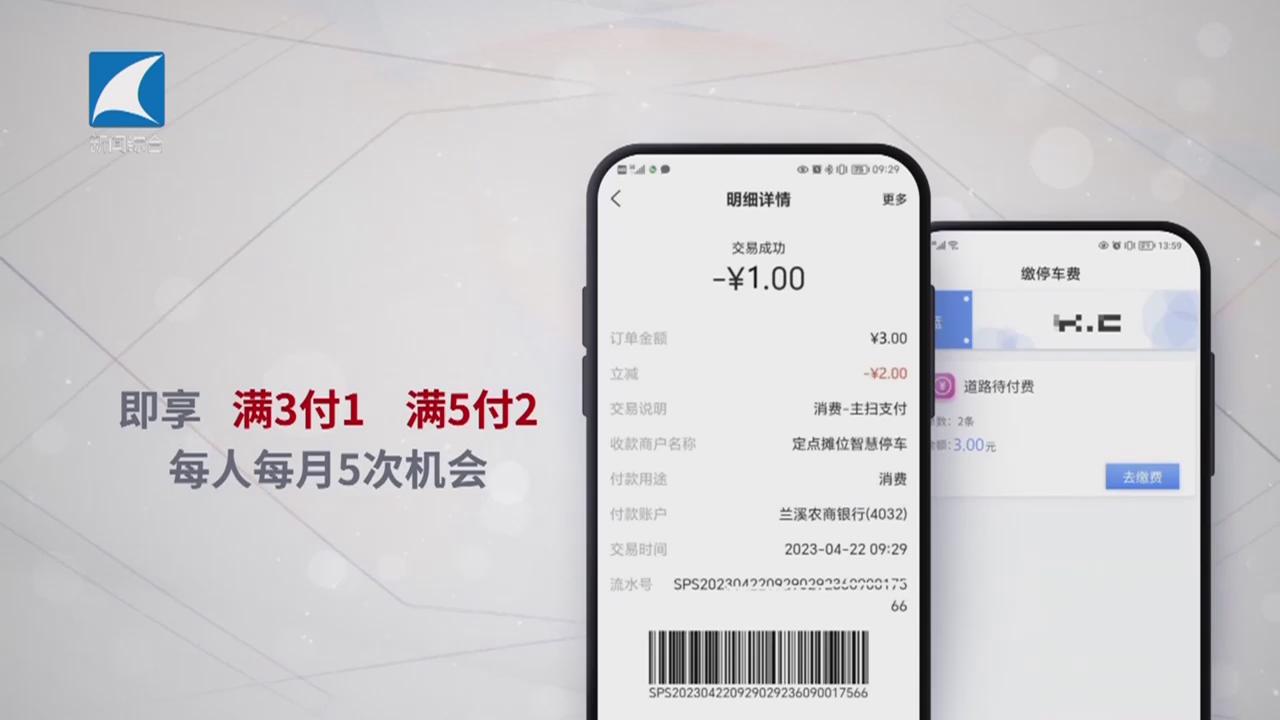 新闻综合
即享 满3付1 满5付2
每人每月5次机会
09:29
明细详情
更多
交易成功
-¥1.00
订单金额 ¥3.00
立减 -¥2.00
交易说明 消费-主扫支付
收款商户名称 定点摊位智慧停车
付款用途 消费
付款账户 兰溪农商银行(4032)
交易时间 2023-04-22 09:29
流水号 SPS2023042209290292360900175
66
SPS202304220929029236090017566
13:59
缴停车费
道路待付费
数: 2条
额: 3.00元
去缴费